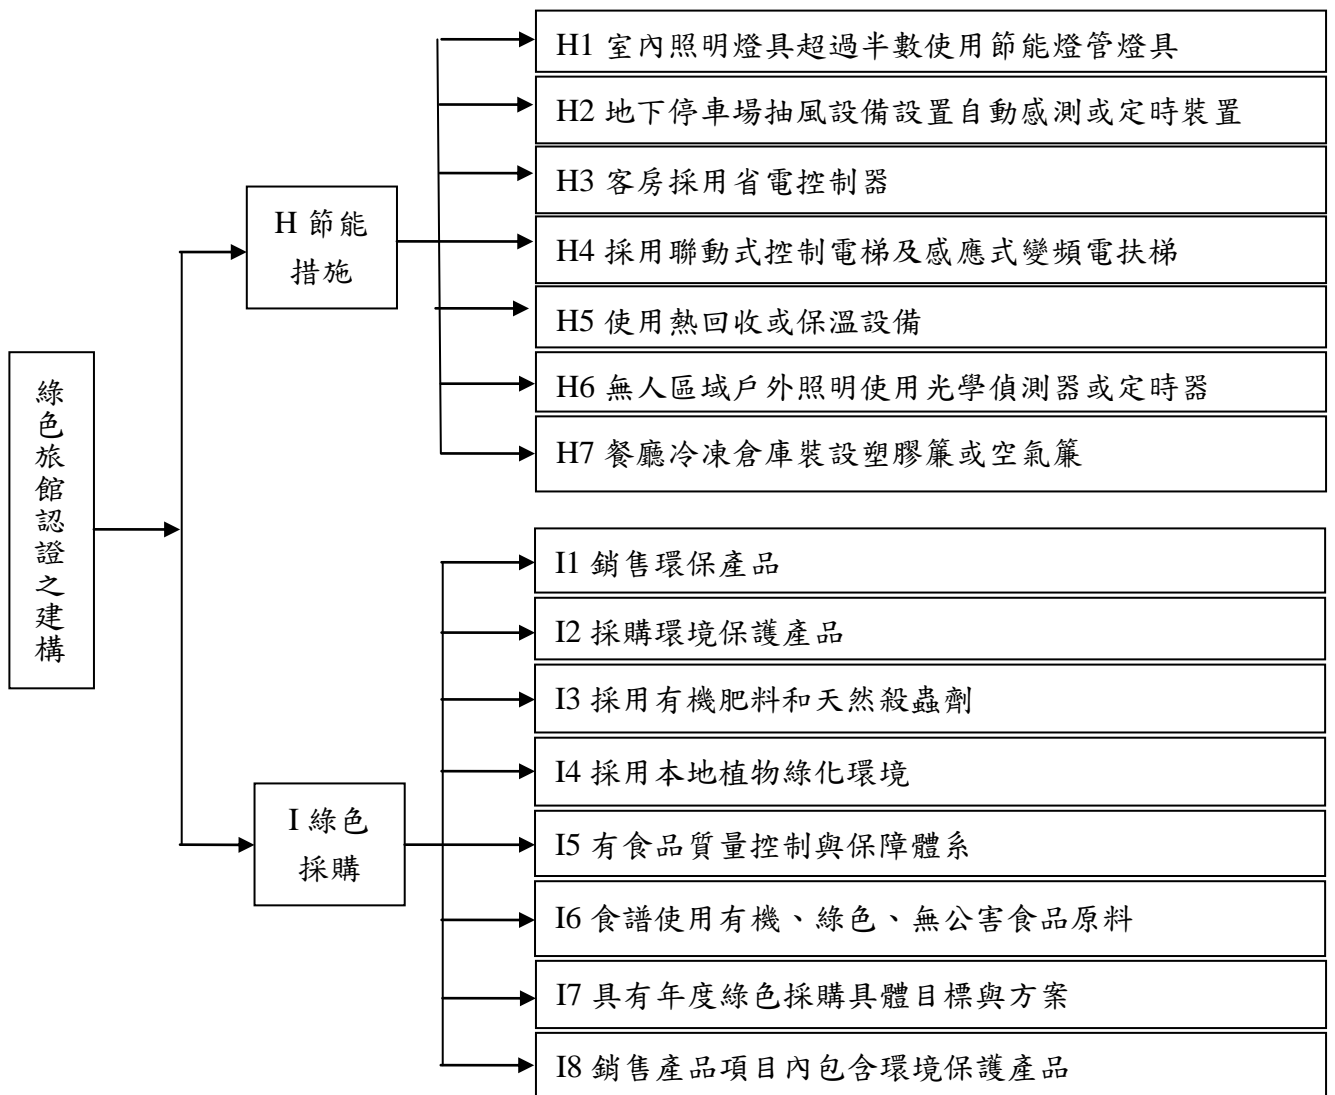 綠色旅館認證之建構
H 節能
措施
H1 室內照明燈具超過半數使用節能燈管燈具
H2 地下停車場抽風設備設置自動感測或定時裝置
H3 客房採用省電控制器
H4 採用聯動式控制電梯及感應式變頻電扶梯
H5 使用熱回收或保溫設備
H6 無人區域戶外照明使用光學偵測器或定時器
H7 餐廳冷凍倉庫裝設塑膠簾或空氣簾
I 綠色
採購
I1 銷售環保產品
I2 採購環境保護產品
I3 採用有機肥料和天然殺蟲劑
I4 採用本地植物綠化環境
I5 有食品質量控制與保障體系
I6 食譜使用有機、綠色、無公害食品原料
I7 具有年度綠色採購具體目標與方案
I8 銷售產品項目內包含環境保護產品